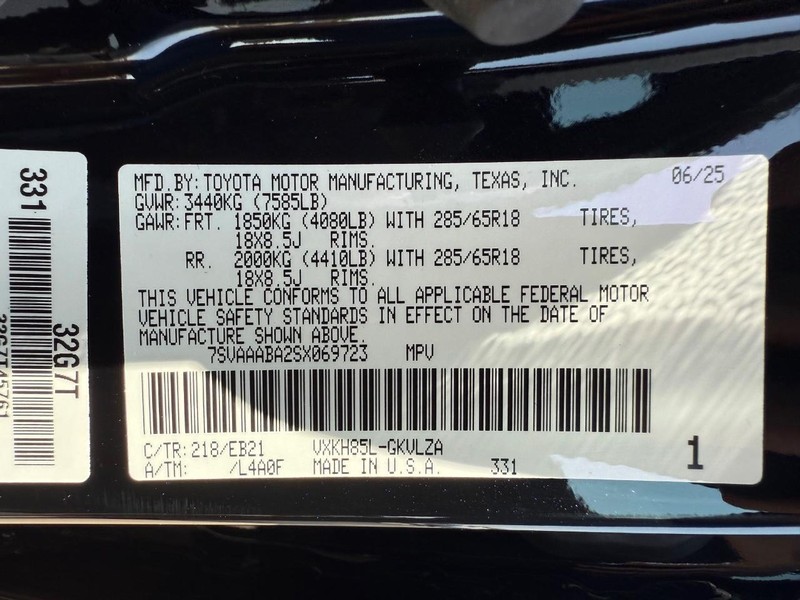 331
32G7T
MFD.BY: TOYOTA MOTOR MANUFACTURING, TEXAS, INC. 06/25
GVWR: 3440KG (7585LB)
GAWR: FRT. 1850KG (4080LB) WITH 285/65R18 TIRES,
18X8.5J RIMS.
RR. 2000KG (4410LB) WITH 285/65R18 TIRES,
18X8.5J RIMS.
THIS VEHICLE CONFORMS TO ALL APPLICABLE FEDERAL MOTOR
VEHICLE SAFETY STANDARDS IN EFFECT ON THE DATE OF
MANUFACTURE SHOWN ABOVE.
7SVAAABA2SX069723 MPV
C/TR: 218/EB21 VXKH85L-GKVLZA
A/TM: /L4A0F MADE IN U.S.A. 331 1